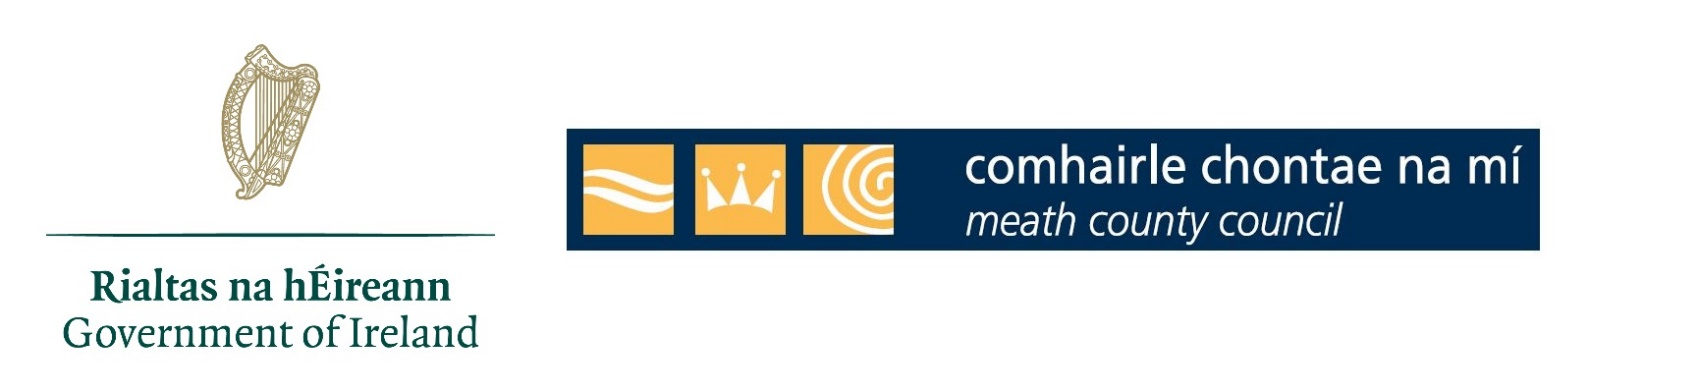 Rialtas na hÉireann
Government of Ireland
comhairle chontae na mí
meath county council